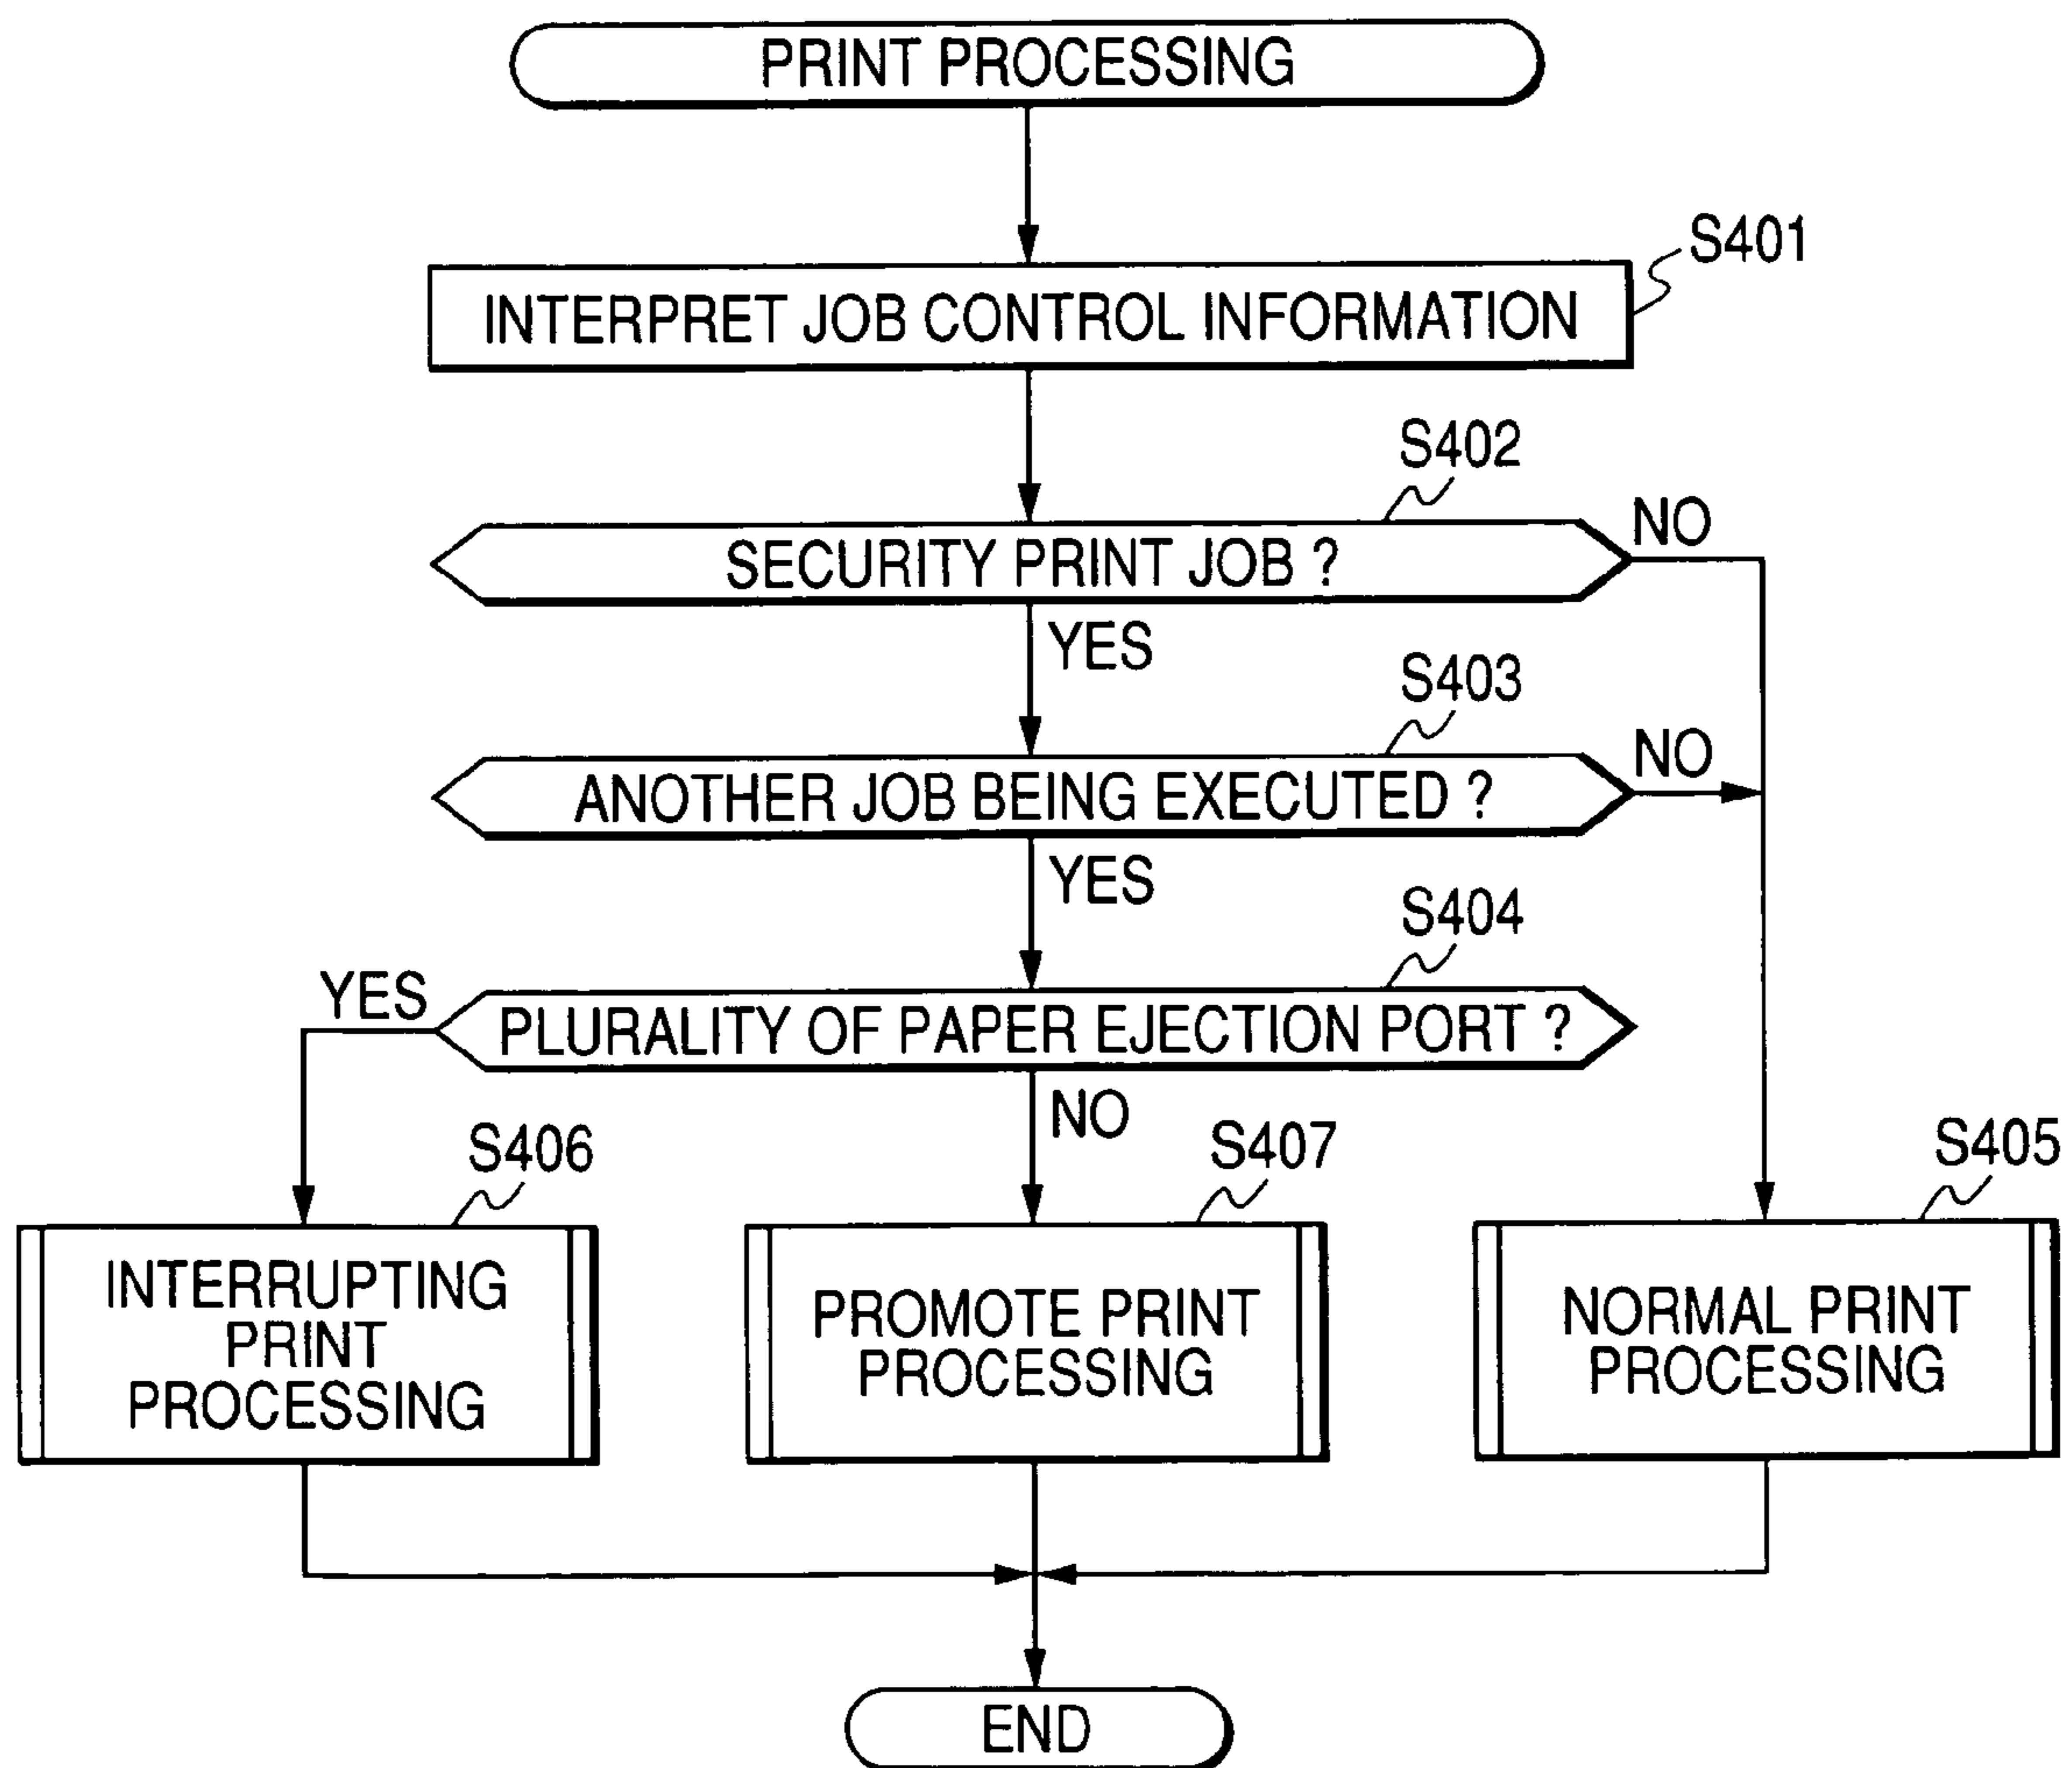 PRINT PROCESSING
S401
INTERPRET JOB CONTROL INFORMATION
S402
NO
SECURITY PRINT JOB ?
YES
S403
NO
ANOTHER JOB BEING EXECUTED ?
YES
S404
YES
PLURALITY OF PAPER EJECTION PORT ?
NO
S406
S407
S405
INTERRUPTING
PRINT
PROCESSING
PROMOTE PRINT
PROCESSING
NORMAL PRINT
PROCESSING
END